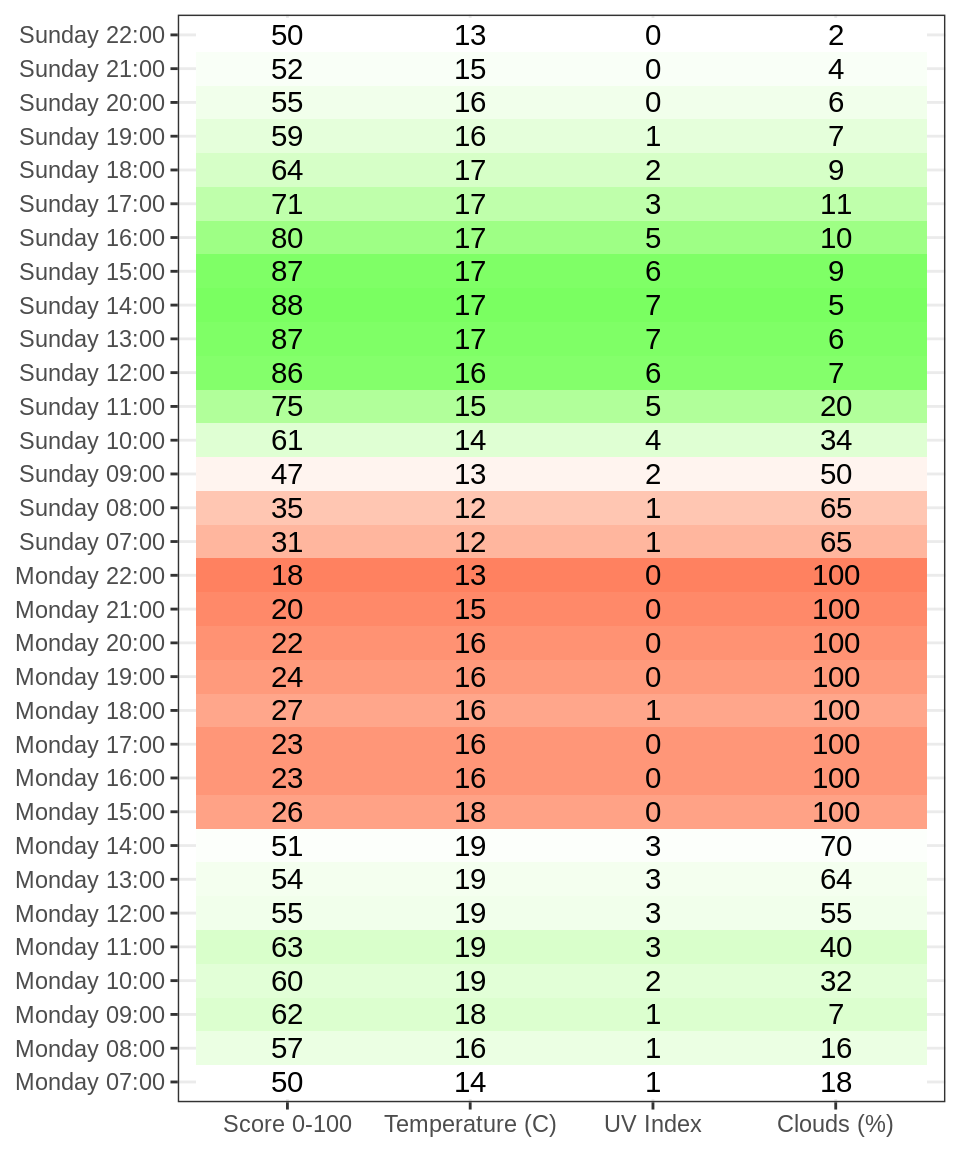 Sunday 22:00 50 13 0 2
Sunday 21:00 52 15 0 4
Sunday 20:00 55 16 0 6
Sunday 19:00 59 16 1 7
Sunday 18:00 64 17 2 9
Sunday 17:00 71 17 3 11
Sunday 16:00 80 17 5 10
Sunday 15:00 87 17 6 9
Sunday 14:00 88 17 7 5
Sunday 13:00 87 17 7 6
Sunday 12:00 86 16 6 7
Sunday 11:00 75 15 5 20
Sunday 10:00 61 14 4 34
Sunday 09:00 47 13 2 50
Sunday 08:00 35 12 1 65
Sunday 07:00 31 12 1 65
Monday 22:00 18 13 0 100
Monday 21:00 20 15 0 100
Monday 20:00 22 16 0 100
Monday 19:00 24 16 0 100
Monday 18:00 27 16 1 100
Monday 17:00 23 16 0 100
Monday 16:00 23 16 0 100
Monday 15:00 26 18 0 100
Monday 14:00 51 19 3 70
Monday 13:00 54 19 3 64
Monday 12:00 55 19 3 55
Monday 11:00 63 19 3 40
Monday 10:00 60 19 2 32
Monday 09:00 62 18 1 7
Monday 08:00 57 16 1 16
Monday 07:00 50 14 1 18
Score 0-100 Temperature (C) UV Index Clouds (%)